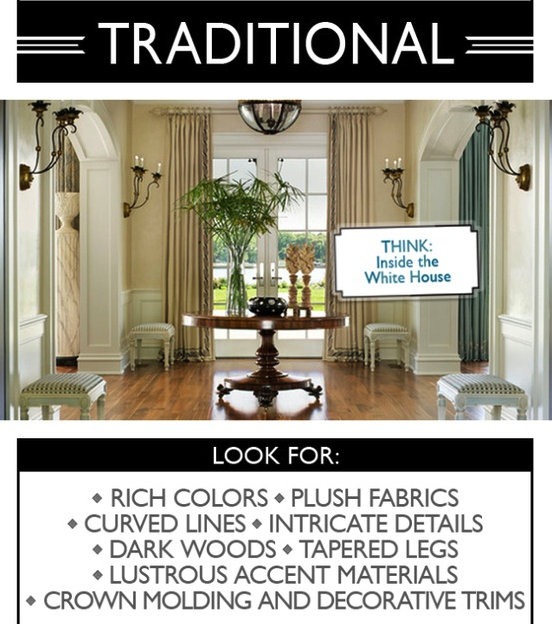 TRADITIONAL
THINK:
Inside the
White House
LOOK FOR:
◆ RICH COLORS ◆ PLUSH FABRICS
◆ CURVED LINES ◆ INTRICATE DETAILS
◆ DARK WOODS ◆ TAPERED LEGS
◆ LUSTROUS ACCENT MATERIALS
◆ CROWN MOLDING AND DECORATIVE TRIMS